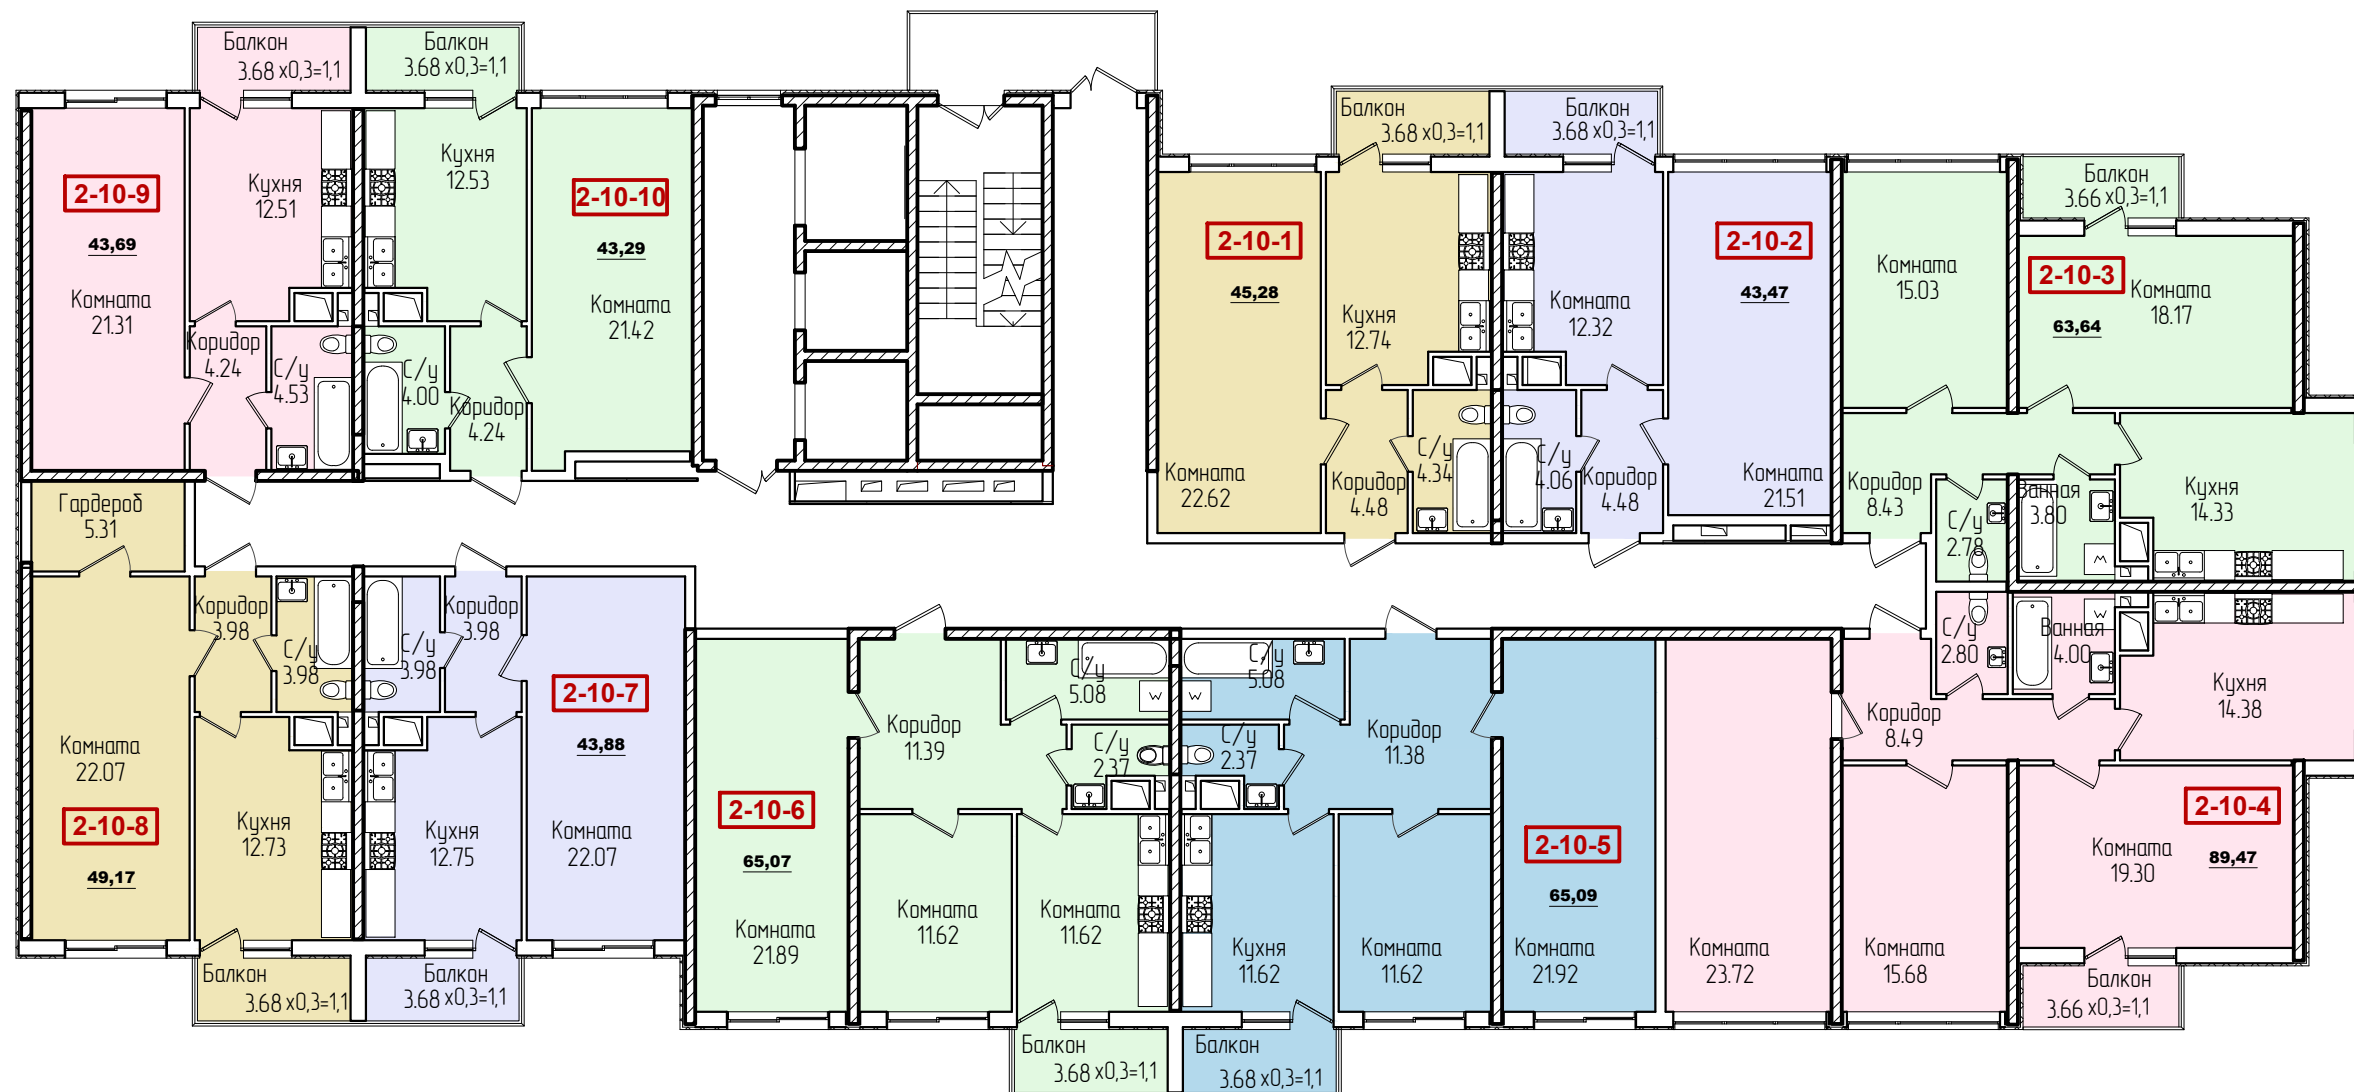 Балкон
3.68 x0,3=1,1
Балкон
3.68 x0,3=1,1
Кухня
12.51
2-10-9
43,69
Комната
21.31
Коридор
4.24
С/у
4.53
Кухня
12.53
2-10-10
43,29
Комната
21.42
С/у
4.00
Коридор
4.24
Балкон
3.68 x0,3=1,1
Балкон
3.68 x0,3=1,1
2-10-1
45,28
Кухня
12.74
Комната
22.62
Коридор
4.48
С/у
4.34
Комната
12.32
2-10-2
43,47
С/у
4.06
Коридор
4.48
Комната
21.51
Балкон
3.66 x0,3=1,1
Комната
15.03
2-10-3
63,64
Комната
18.17
Коридор
8.43
С/у
2.78
Ванная
3.80
М
Кухня
14.33
Гардероб
5.31
Коридор
3.98
С/у
3.98
Комната
22.07
2-10-8
49,17
Кухня
12.73
Балкон
3.68 x0,3=1,1
С/у
3.98
Коридор
3.98
2-10-7
43,88
Кухня
12.75
Комната
22.07
Балкон
3.68 x0,3=1,1
2-10-6
65,07
Комната
21.89
Коридор
11.39
С/у
5.08
W
С/у
2.37
Комната
11.62
Комната
11.62
Балкон
3.68 x0,3=1,1
С/у
5.08
W
С/у
2.37
Коридор
11.38
Кухня
11.62
Комната
11.62
2-10-5
65,09
Комната
21.92
Балкон
3.68 x0,3=1,1
С/у
2.80
Ванная
4.00
W
Кухня
14.38
Коридор
8.49
2-10-4
89,47
Комната
19.30
Комната
23.72
Комната
15.68
Балкон
3.66 x0,3=1,1